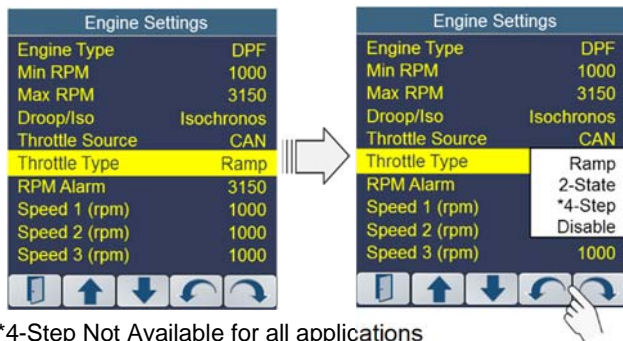 Engine Settings
Engine Type DPF
Min RPM 1000
Max RPM 3150
Droop/Iso Isochronos
Throttle Source CAN
Throttle Type Ramp
RPM Alarm 3150
Speed 1 (rpm) 1000
Speed 2 (rpm) 1000
Speed 3 (rpm) 1000
Engine Settings
Engine Type DPF
Min RPM 1000
Max RPM 3150
Droop/Iso Isochronos
Throttle Source CAN
Throttle Type Ramp
RPM Alarm 2-State
Speed 1 (rpm) *4-Step
Speed 2 (rpm) Disable
Speed 3 (rpm) 1000
*4-Step Not Available for all applications